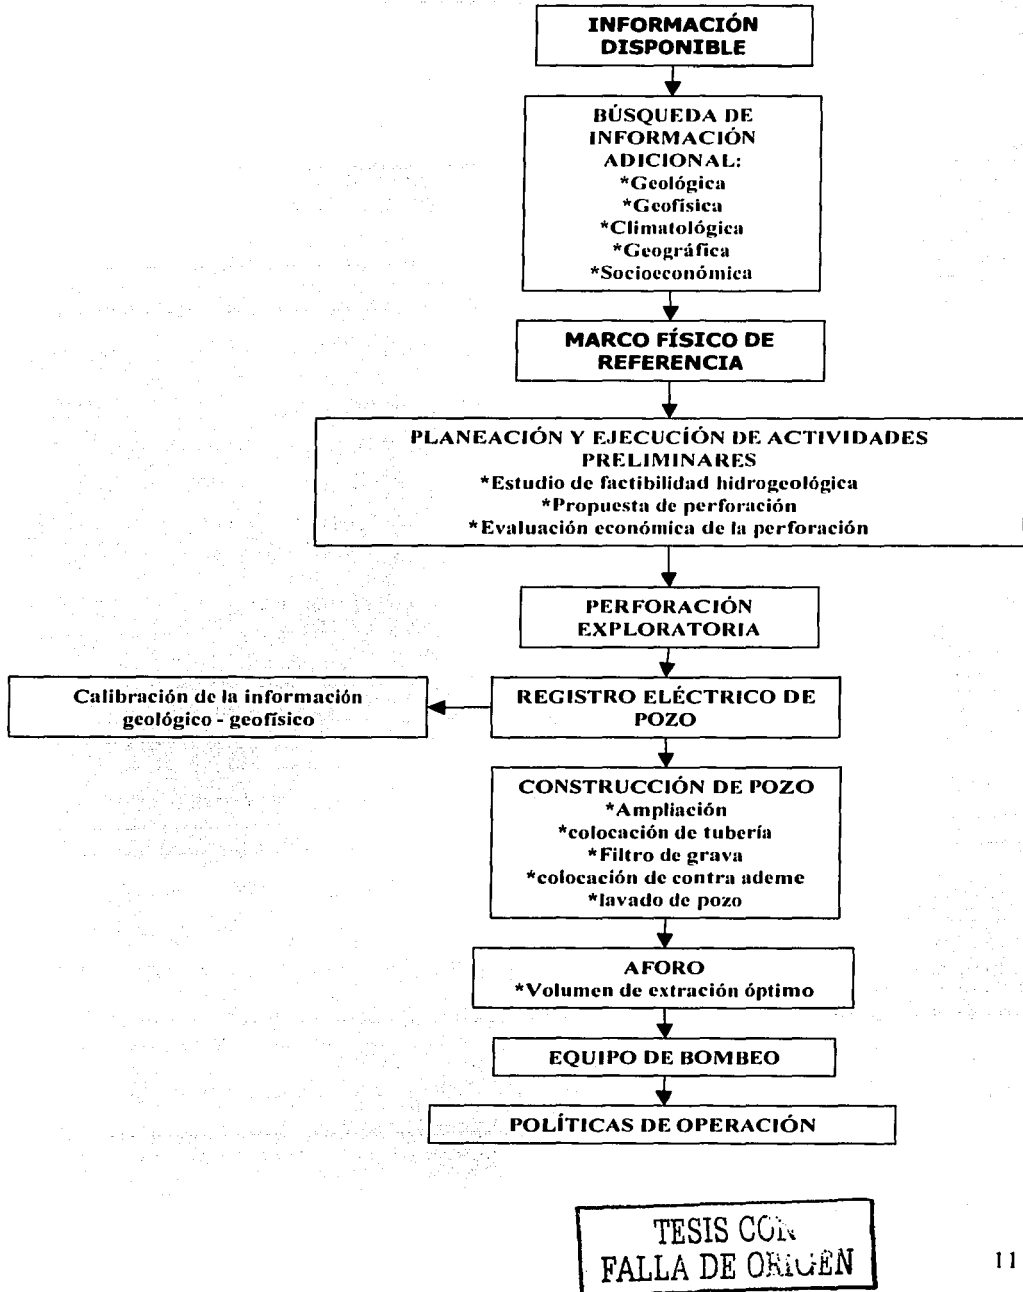 INFORMACIÓN
DISPONIBLE
BÚSQUEDA DE
INFORMACIÓN
ADICIONAL:
*Geológica
*Geofísica
*Climatológica
*Geográfica
*Socioeconómica
MARCO FÍSICO DE
REFERENCIA
PLANEACIÓN Y EJECUCÍÓN DE ACTIVIDADES
PRELIMINARES
*Estudio de factibilidad hidrogeológica
*Propuesta de perforación
*Evaluación económica de la perforación
PERFORACIÓN
EXPLORATORIA
Calibración de la información
geológico - geofísico
REGISTRO ELÉCTRICO DE
POZO
CONSTRUCCIÓN DE POZO
*Ampliación
*colocación de tubería
*Filtro de grava
*colocación de contra ademe
*lavado de pozo
AFORO
*Volumen de extración óptimo
EQUIPO DE BOMBEO
POLÍTICAS DE OPERACIÓN
TESIS CON
FALLA DE ORIGEN
11